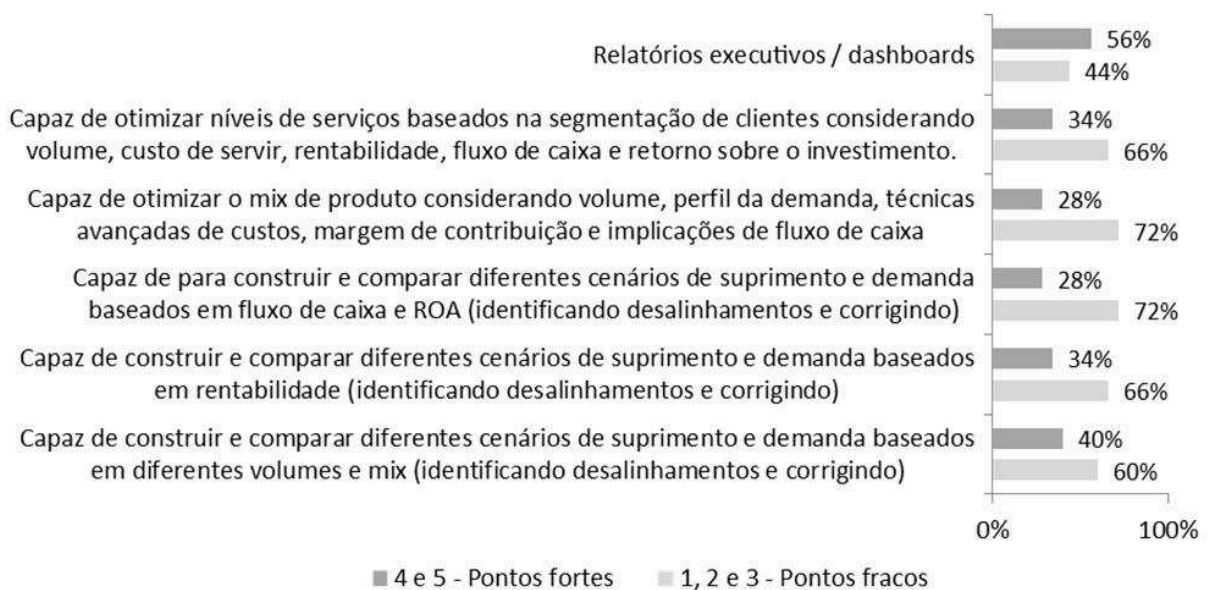 Relatórios executivos / dashboards
56%
44%
Capaz de otimizar níveis de serviços baseados na segmentação de clientes considerando
volume, custo de servir, rentabilidade, fluxo de caixa e retorno sobre o investimento.
34%
66%
Capaz de otimizar o mix de produto considerando volume, perfil da demanda, técnicas
avançadas de custos, margem de contribuição e implicações de fluxo de caixa
28%
72%
Capaz de para construir e comparar diferentes cenários de suprimento e demanda
baseados em fluxo de caixa e ROA (identificando desalinhamentos e corrigindo)
28%
72%
Capaz de construir e comparar diferentes cenários de suprimento e demanda baseados
em rentabilidade (identificando desalinhamentos e corrigindo)
34%
66%
Capaz de construir e comparar diferentes cenários de suprimento e demanda baseados
em diferentes volumes e mix (identificando desalinhamentos e corrigindo)
40%
60%
0% 100%
4 e 5 - Pontos fortes 1, 2 e 3 - Pontos fracos